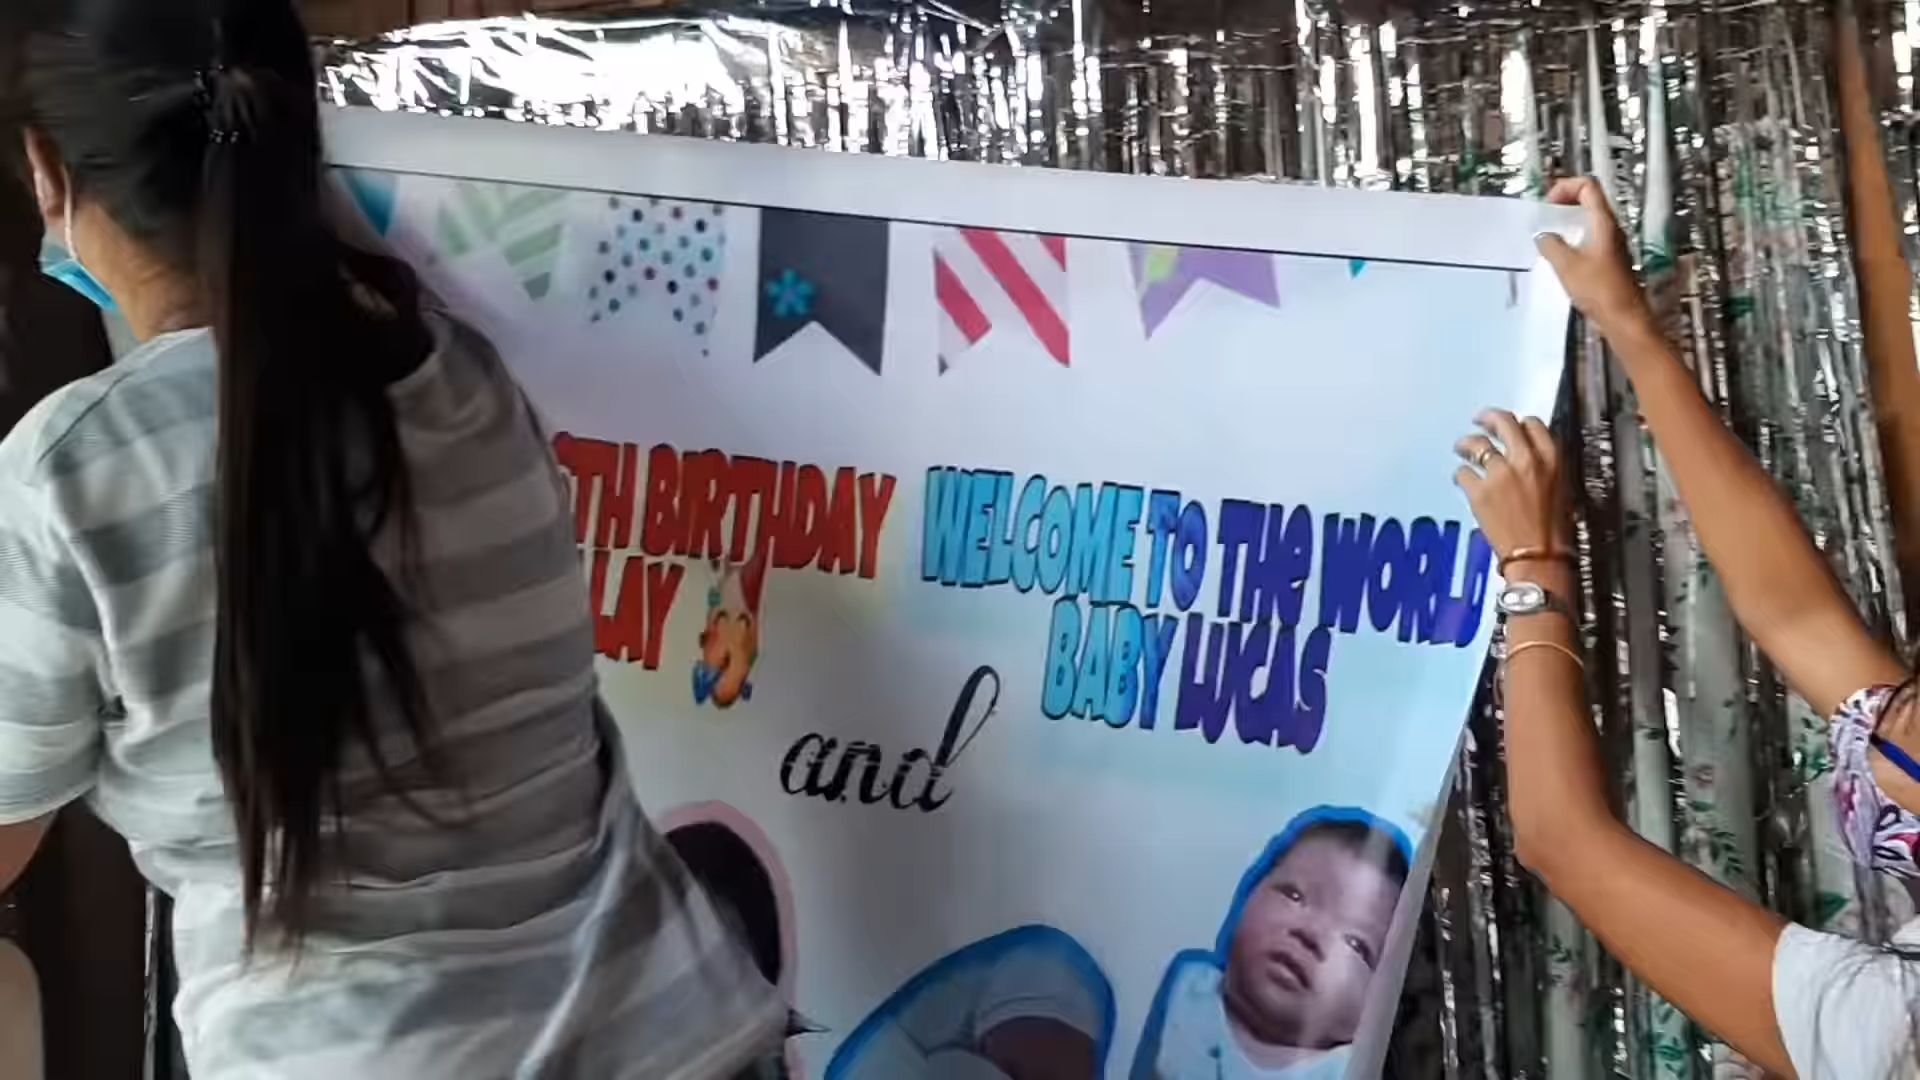 TH BIRTHDAY
LAY
WELCOME TO THE WORLD
BABY LUCAS
and